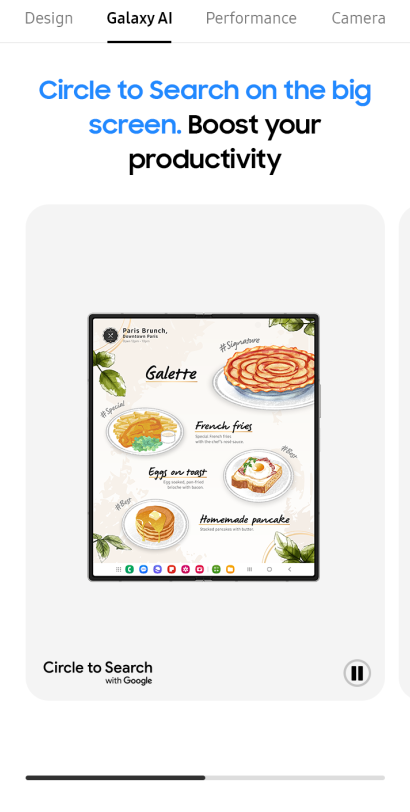 Design Galaxy AI Performance Camera
Circle to Search on the big
screen. Boost your
productivity
Paris Brunch,
Downtown Paris
#Signature
Galette
#Special
French fries
Special French fries
with the chef's meat sauce.
#Best
Eggs on toast
Egg soaked, pan-fried
brioche with bacon.
#Best
Homemade pancake
Stacked pancakes with butter.
Circle to Search
with Google